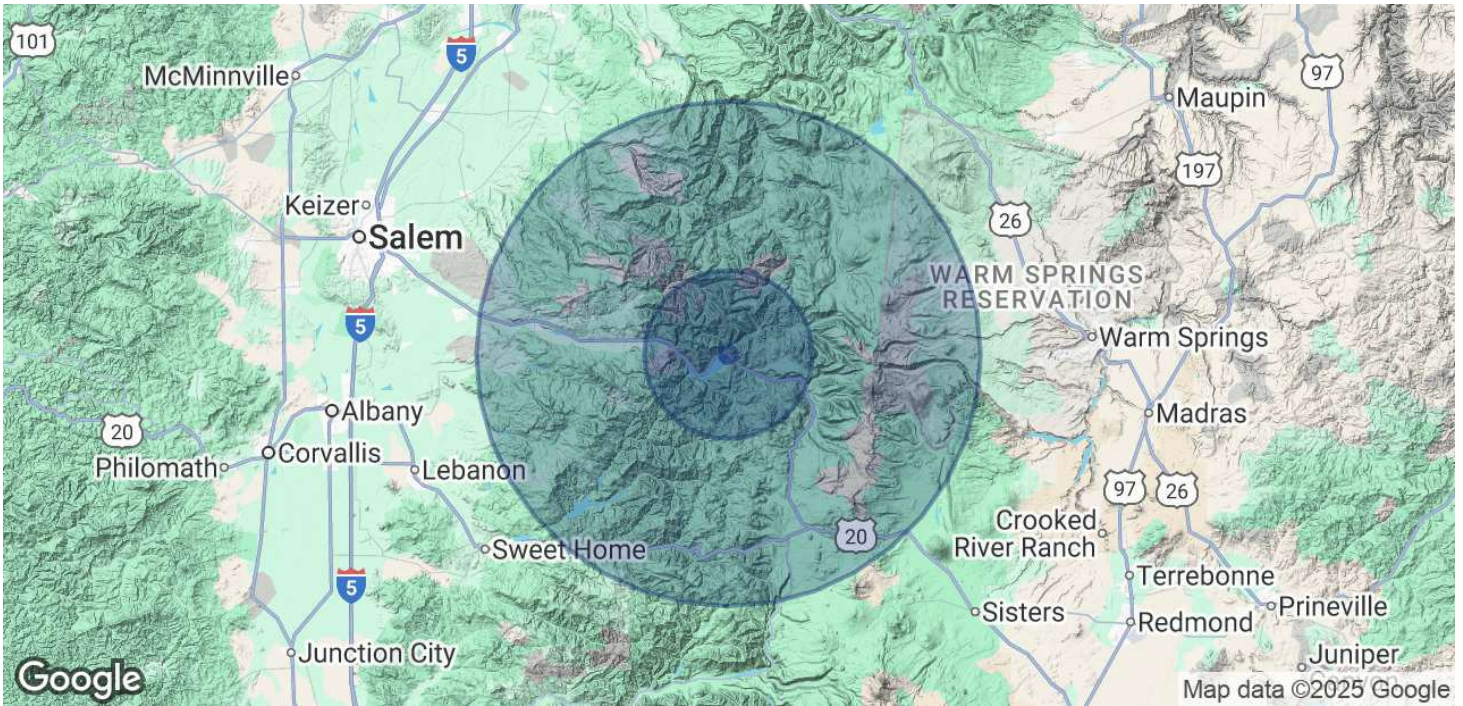 101
5
McMinnville
97
Maupin
197
Keizer
Salem
26
WARM SPRINGS
RESERVATION
5
Warm Springs
Albany
Madras
20
Corvallis
Philomath
Lebanon
97
26
Crooked
River Ranch
20
Sweet Home
5
Terrebonne
Prineville
Sisters
Redmond
Junction City
Juniper
Canyon
Google
Map data ©2025 Google